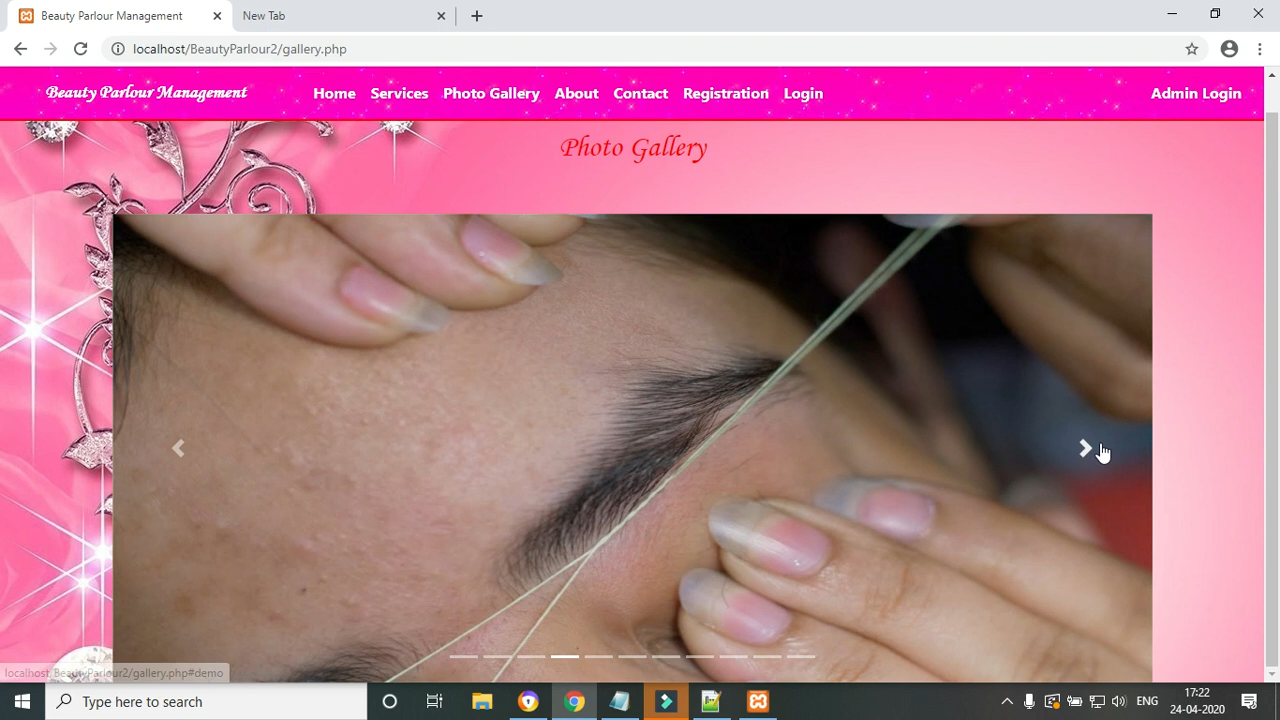 Beauty Parlour Management
New Tab
localhost/BeautyParlour2/gallery.php
Beauty Parlour Management
Home
Services
Photo Gallery
About
Contact
Registration
Login
Admin Login
Photo Gallery
localhost/BeautyParlour2/gallery.php#demo
Type here to search
ENG
17:22
24-04-2020